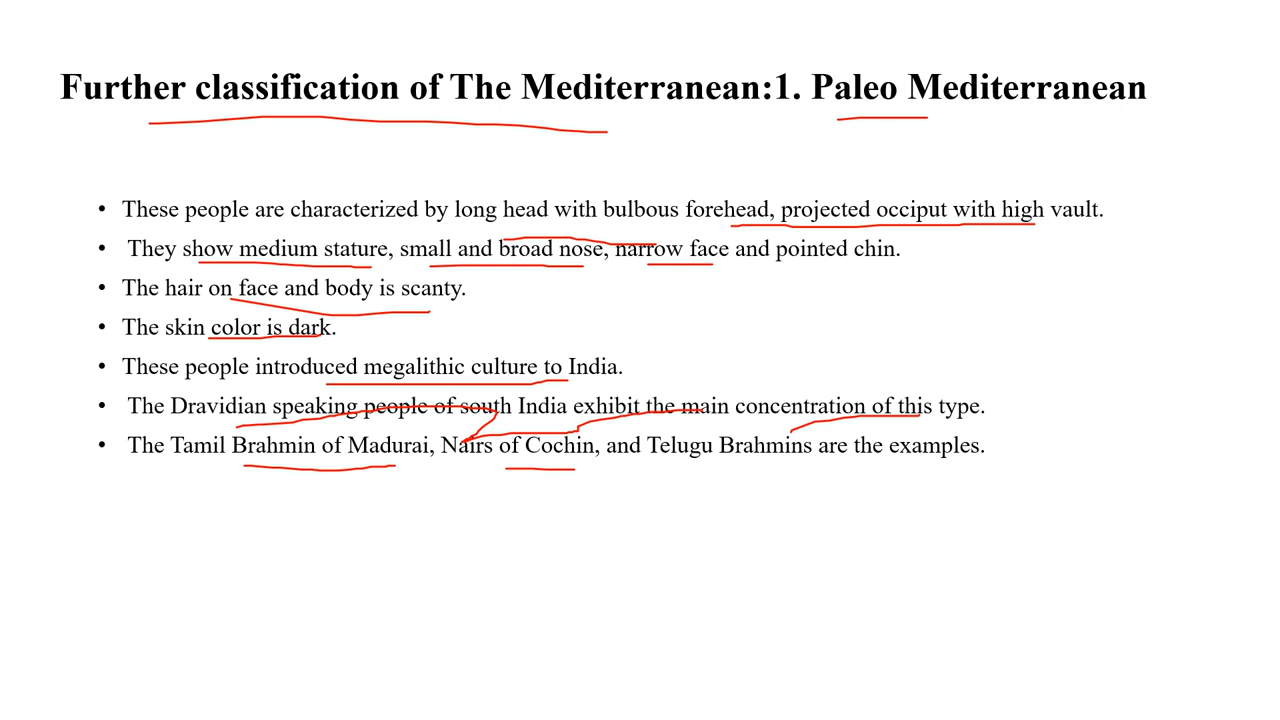 Further classification of The Mediterranean:1. Paleo Mediterranean
• These people are characterized by long head with bulbous forehead, projected occiput with high vault.
• They show medium stature, small and broad nose, narrow face and pointed chin.
• The hair on face and body is scanty.
• The skin color is dark.
• These people introduced megalithic culture to India.
• The Dravidian speaking people of south India exhibit the main concentration of this type.
• The Tamil Brahmin of Madurai, Nairs of Cochin, and Telugu Brahmins are the examples.